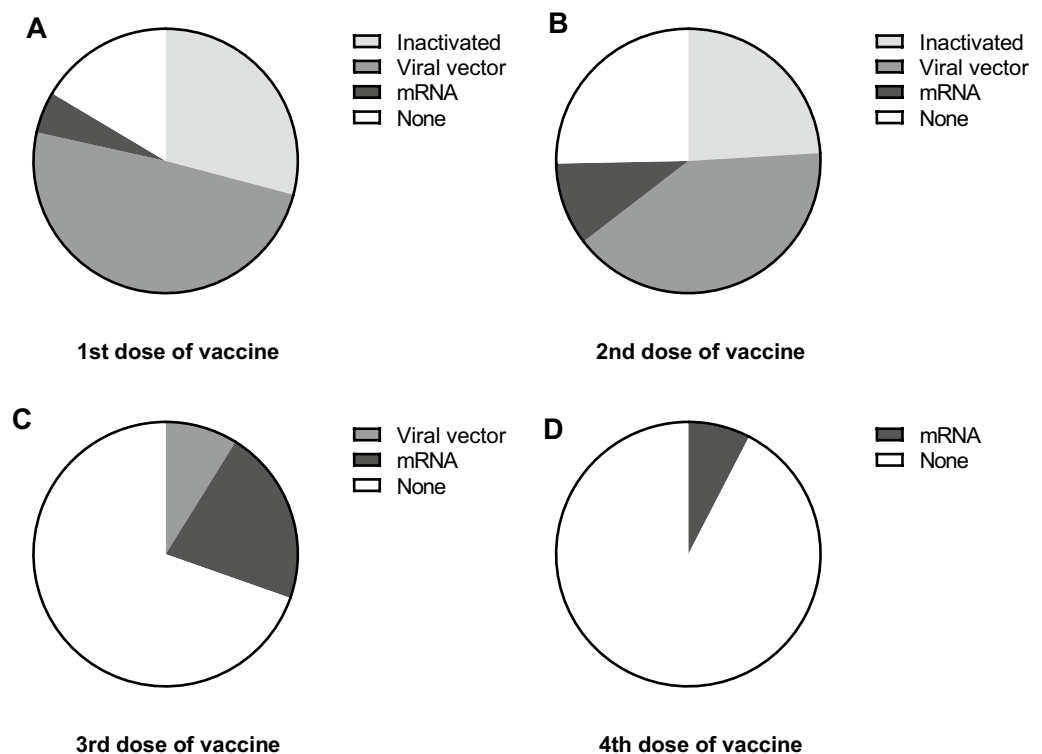 A
Inactivated
Viral vector
mRNA
None
1st dose of vaccine
B
Inactivated
Viral vector
mRNA
None
2nd dose of vaccine
C
Viral vector
mRNA
None
3rd dose of vaccine
D
mRNA
None
4th dose of vaccine